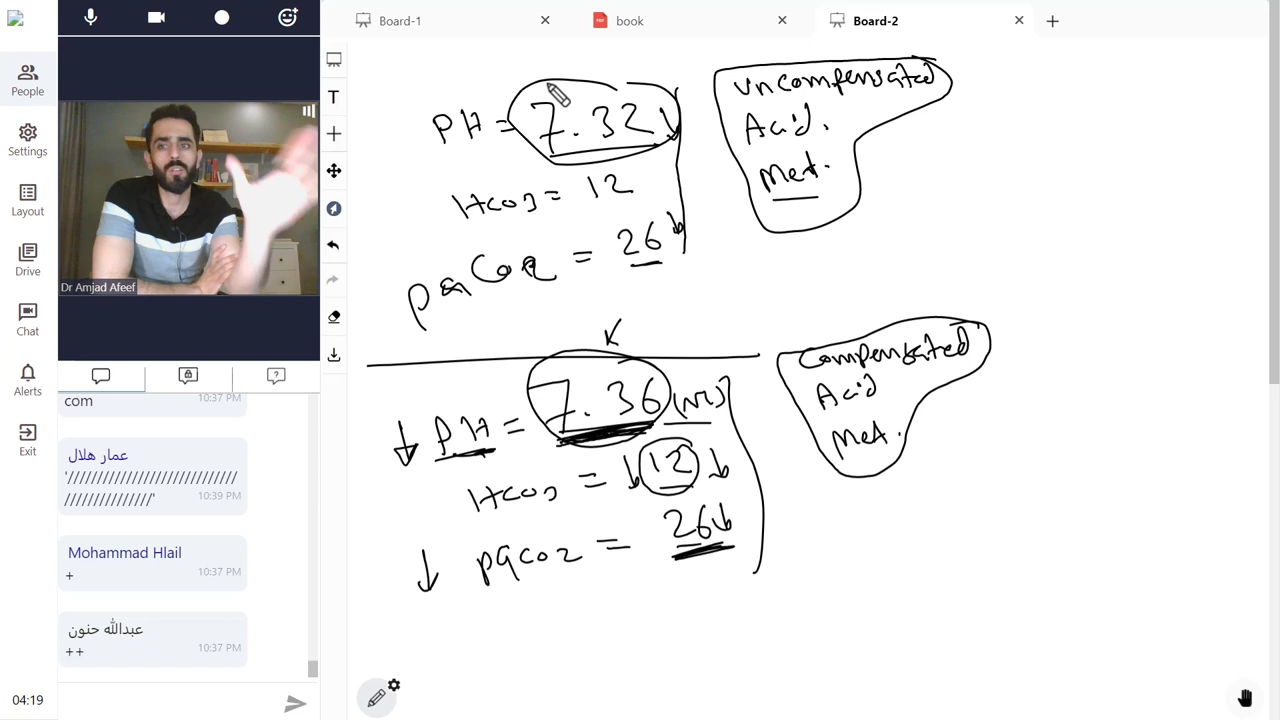 Board-1
book
Board-2
People
Settings
Layout
Drive
Chat
Alerts
Exit
04:19
Dr Amjad Afeef
com
10:37 PM
عمار هلال
'/////////////////////////////
///////////////'
10:39 PM
Mohammad Hlail
+
10:37 PM
عبدالله حنون
++
10:37 PM
T
PH = 7.32 ↓
Hco3 = 12
paCo2 = 26 ↓
uncompensated
Acid.
Met.
↓ pH = 7.36
Hco3 = ↓ 12 ↓
↓ paco2 = 26↓
Compensated
Acid
Met.